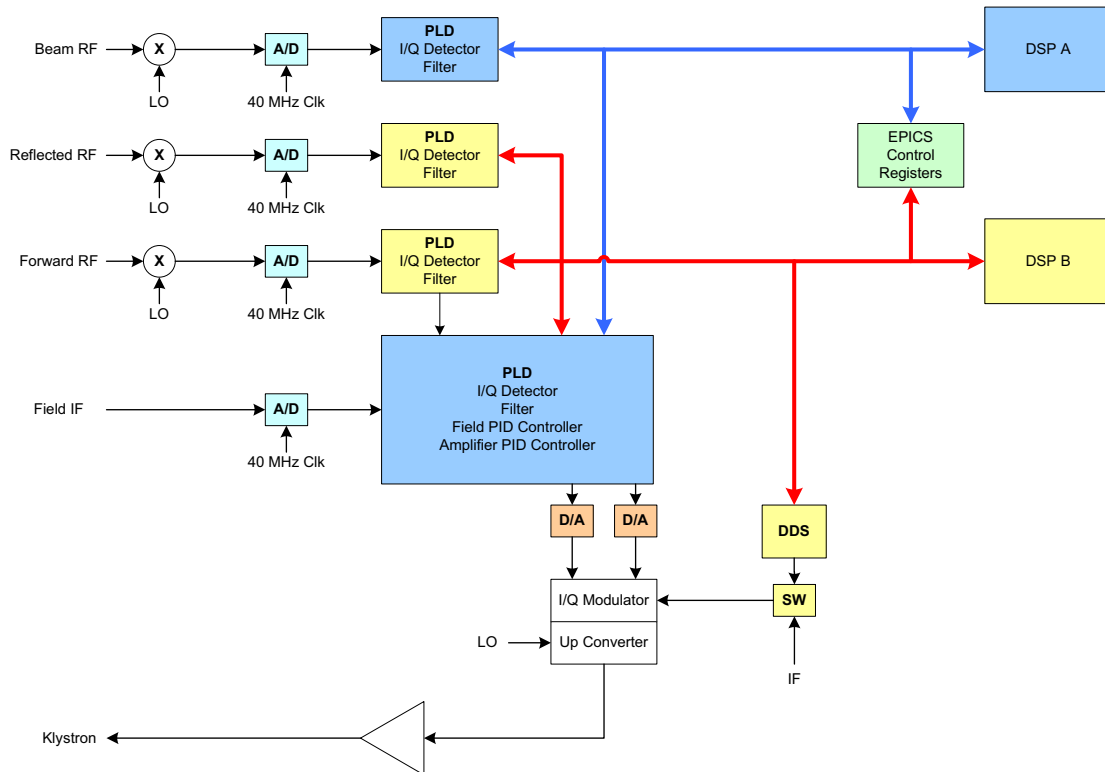 Beam RF
X
LO
A/D
40 MHz Clk
PLD
I/Q Detector
Filter
DSP A
Reflected RF
X
LO
A/D
40 MHz Clk
PLD
I/Q Detector
Filter
EPICS
Control
Registers
Forward RF
X
LO
A/D
40 MHz Clk
PLD
I/Q Detector
Filter
DSP B
Field IF
A/D
40 MHz Clk
PLD
I/Q Detector
Filter
Field PID Controller
Amplifier PID Controller
D/A
D/A
DDS
I/Q Modulator
SW
LO
Up Converter
IF
Klystron